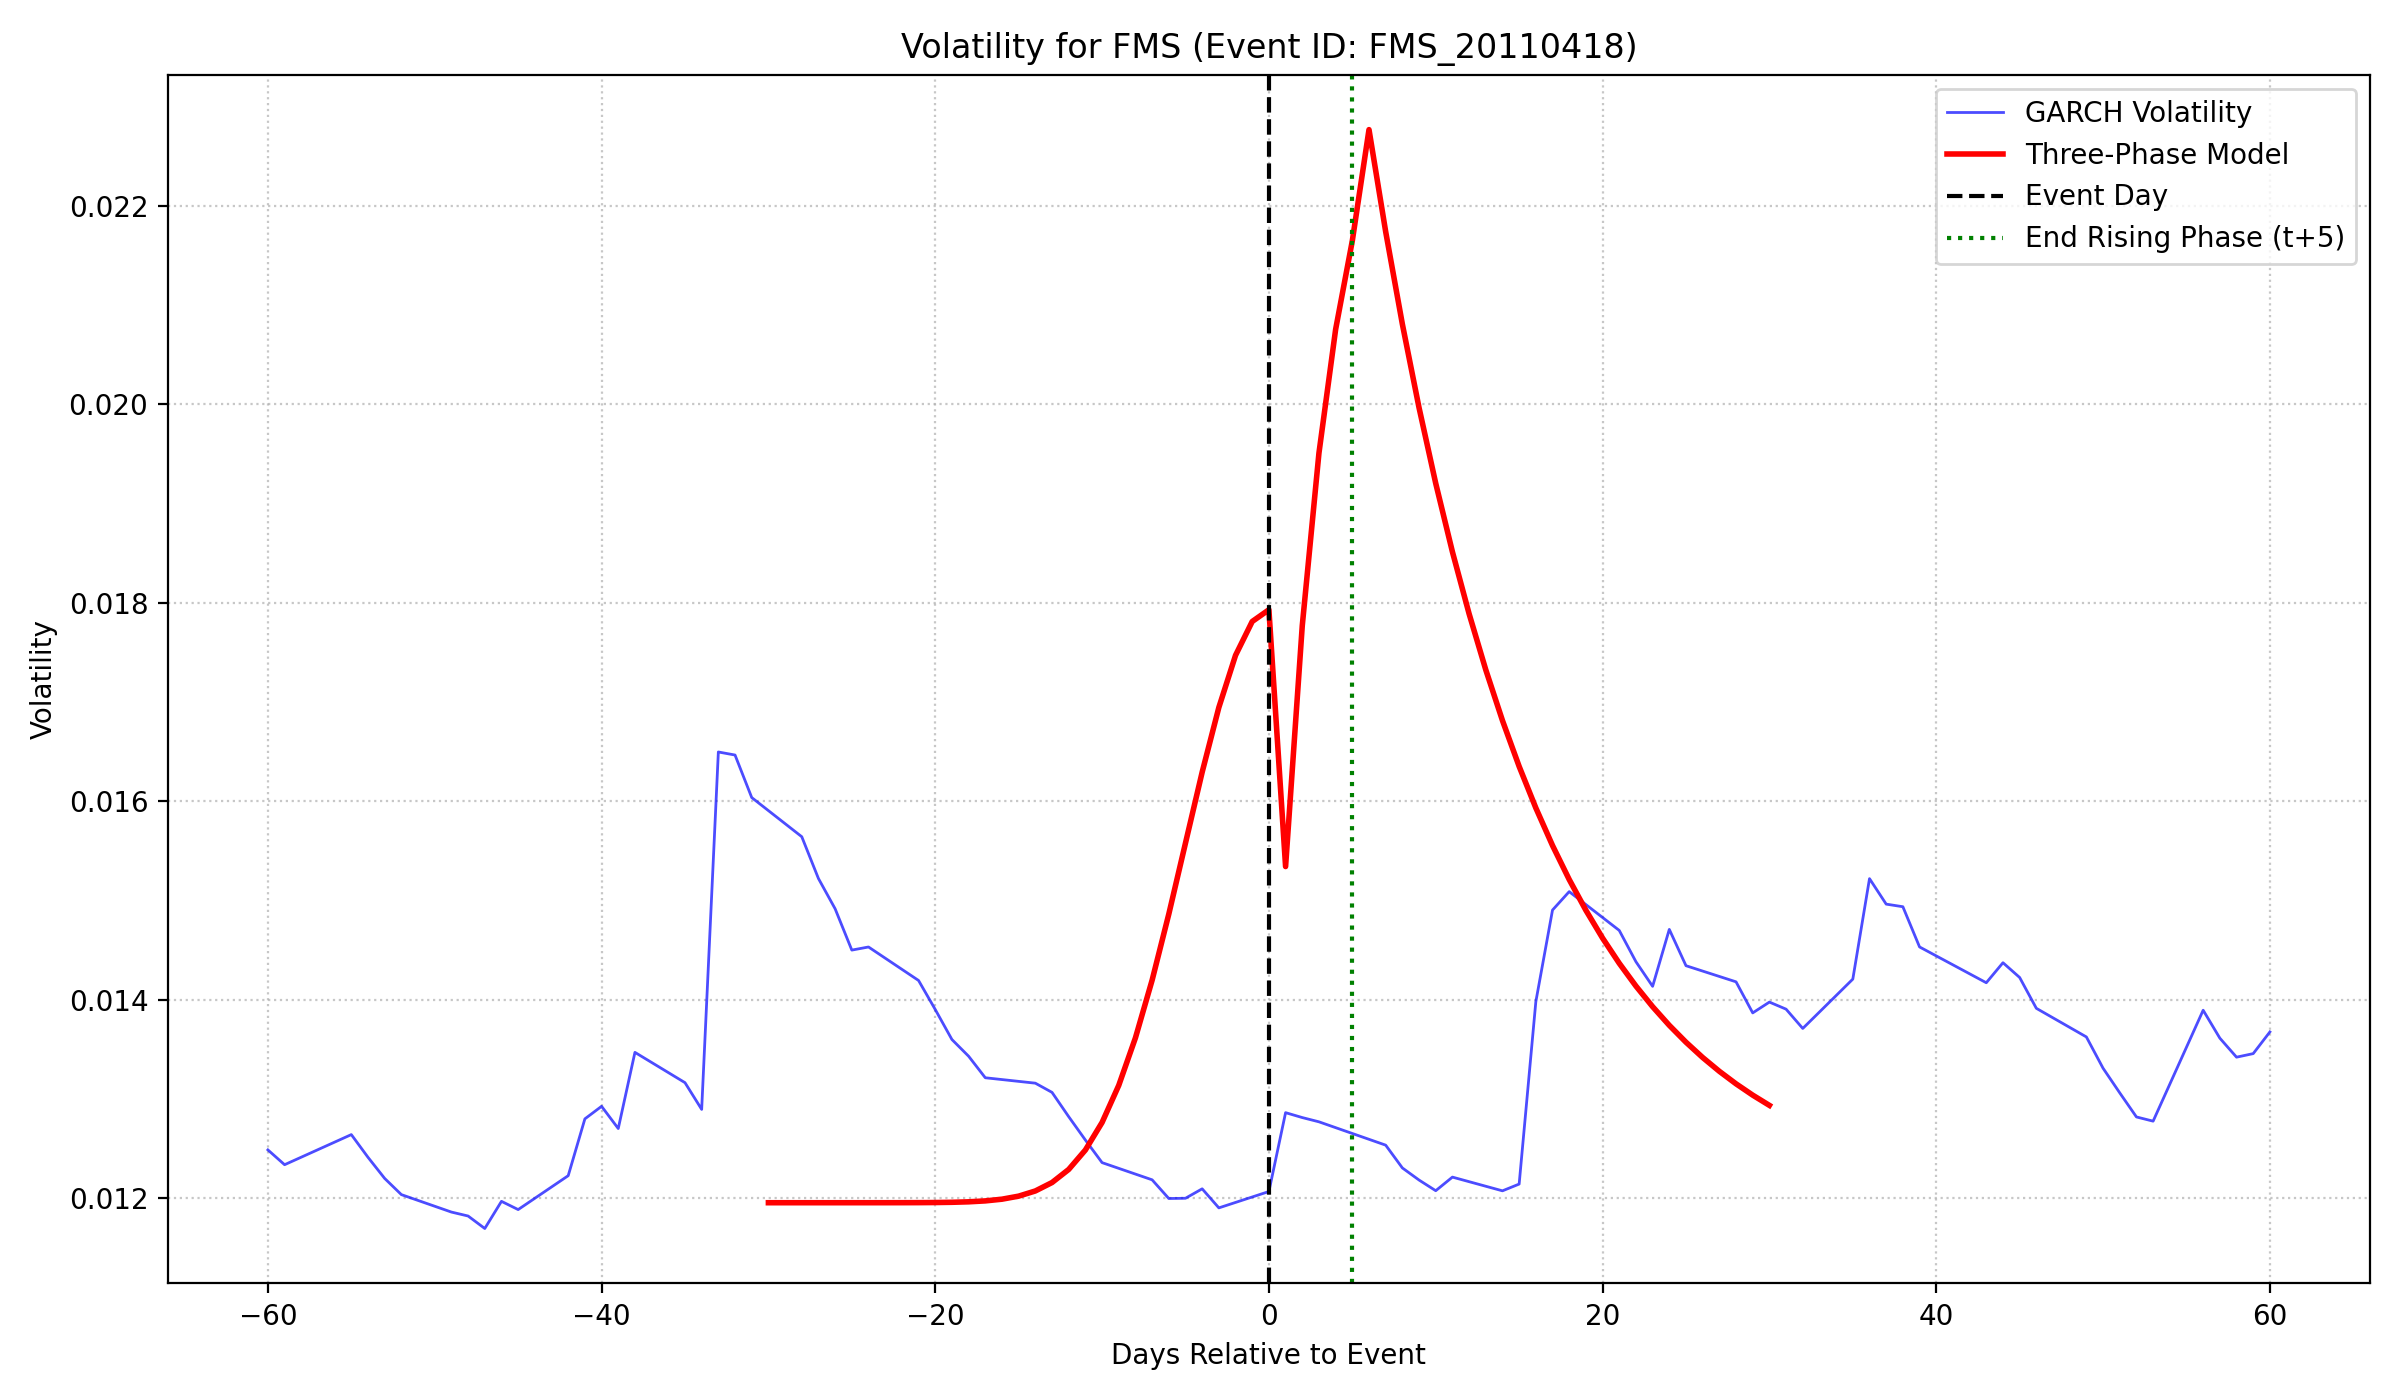 Volatility for FMS (Event ID: FMS_20110418)
GARCH Volatility
Three-Phase Model
Event Day
End Rising Phase (t+5)
Volatility
0.022
0.020
0.018
0.016
0.014
0.012
−60
−40
−20
0
20
40
60
Days Relative to Event